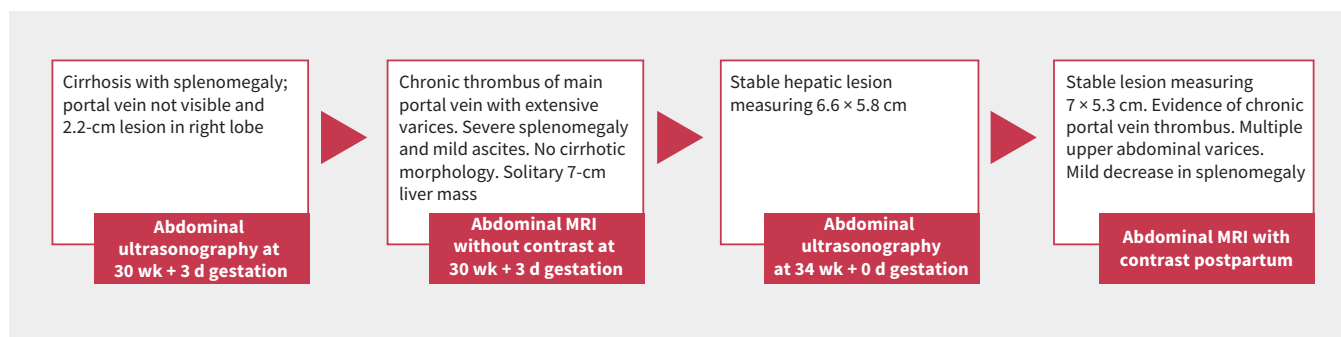 Cirrhosis with splenomegaly;
portal vein not visible and
2.2-cm lesion in right lobe
Abdominal
ultrasonography at
30 wk + 3 d gestation
Chronic thrombus of main
portal vein with extensive
varices. Severe splenomegaly
and mild ascites. No cirrhotic
morphology. Solitary 7-cm
liver mass
Abdominal MRI
without contrast at
30 wk + 3 d gestation
Stable hepatic lesion
measuring 6.6 × 5.8 cm
Abdominal
ultrasonography
at 34 wk + 0 d gestation
Stable lesion measuring
7 × 5.3 cm. Evidence of chronic
portal vein thrombus. Multiple
upper abdominal varices.
Mild decrease in splenomegaly
Abdominal MRI with
contrast postpartum